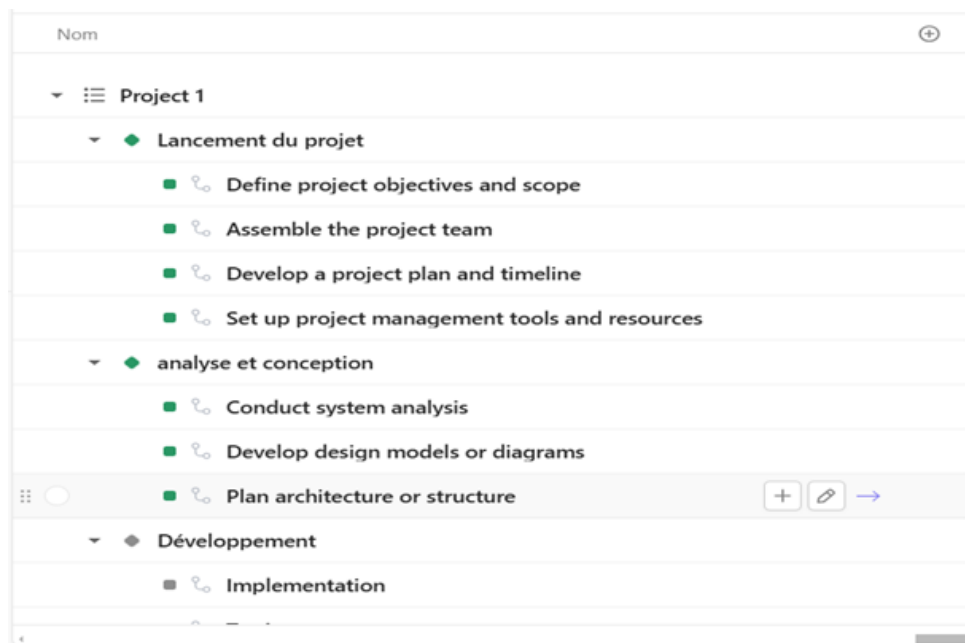 Nom
Project 1
Lancement du projet
Define project objectives and scope
Assemble the project team
Develop a project plan and timeline
Set up project management tools and resources
analyse et conception
Conduct system analysis
Develop design models or diagrams
Plan architecture or structure
Développement
Implementation